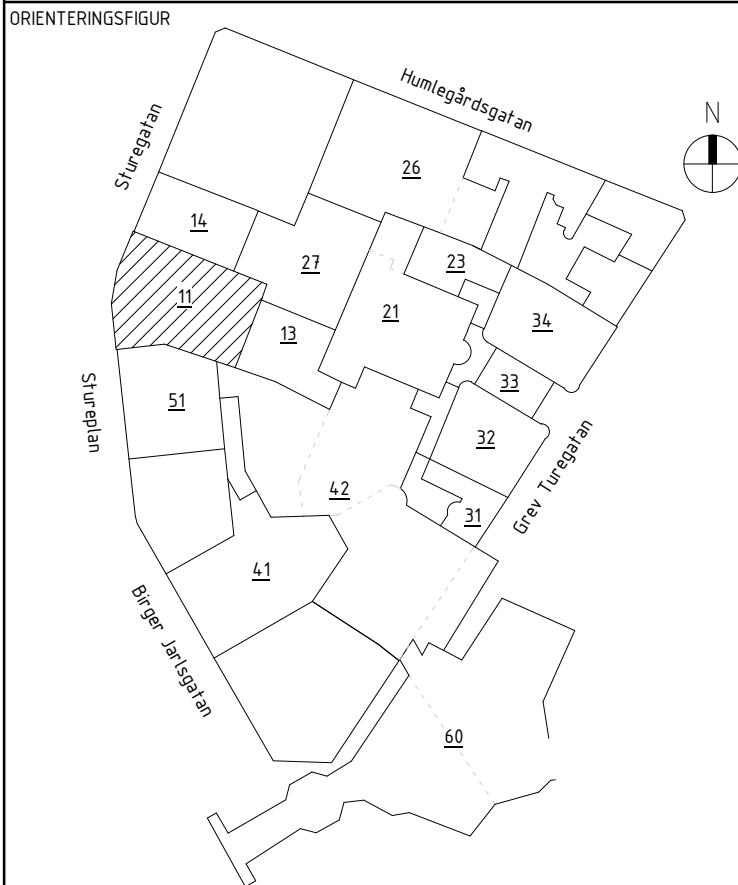 ORIENTERINGSFIGUR
Humlegårdsgatan
N
Sturegatan
26
14
27
23
11
21
34
13
33
Stureplan
51
32
42
Grev Turegatan
31
41
Birger Jarlsgatan
60